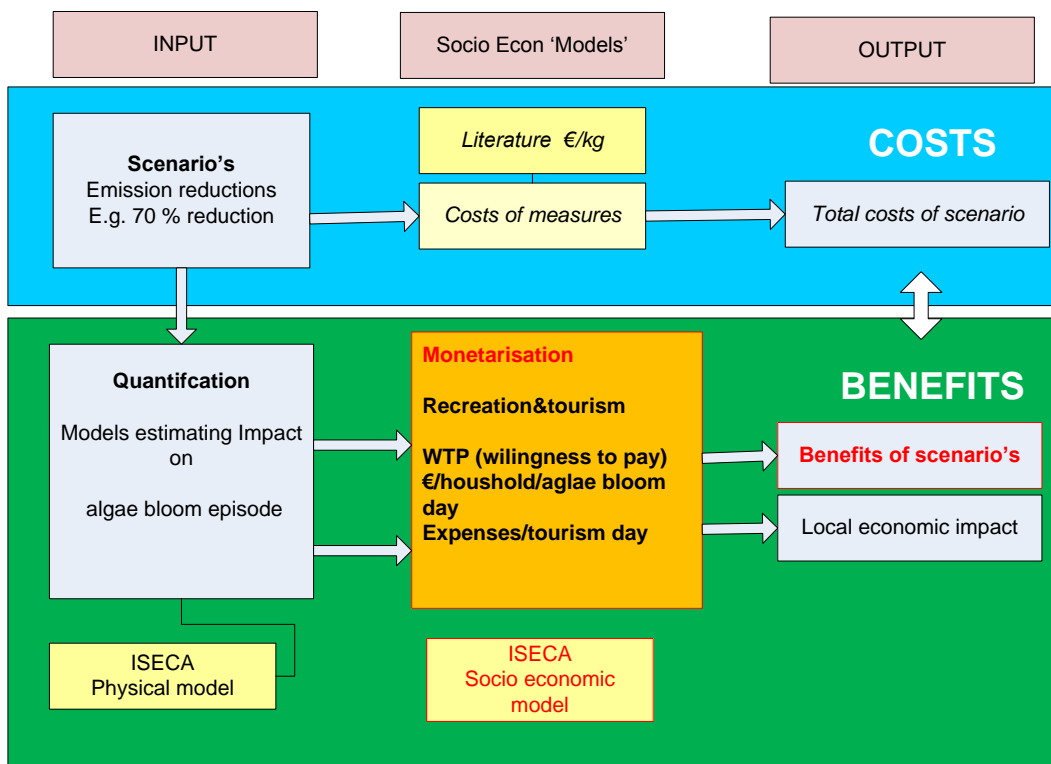 INPUT
Socio Econ ‘Models’
OUTPUT
COSTS
Scenario's
Emission reductions
E.g. 70 % reduction
Literature €/kg
Costs of measures
Total costs of scenario
BENEFITS
Quantifcation
Models estimating Impact
on
algae bloom episode
Monetarisation
Recreation&tourism
WTP (wilingness to pay)
€/houshold/aglae bloom
day
Expenses/tourism day
Benefits of scenario's
Local economic impact
ISECA
Physical model
ISECA
Socio economic
model